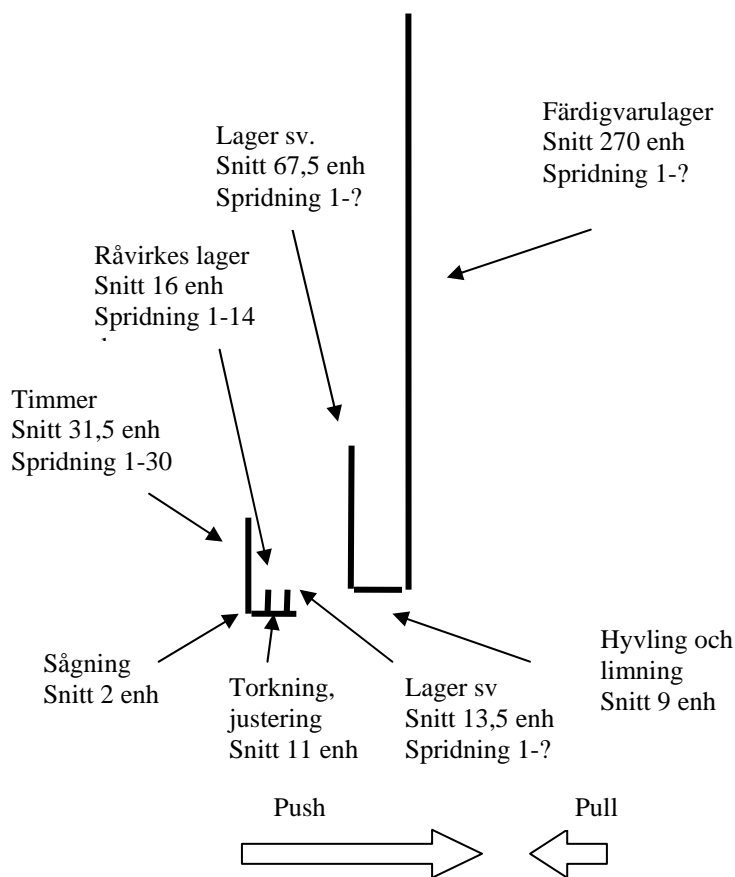 Färdigvarulager
Snitt 270 enh
Spridning 1-?
Lager sv.
Snitt 67,5 enh
Spridning 1-?
Råvirkes lager
Snitt 16 enh
Spridning 1-14
Timmer
Snitt 31,5 enh
Spridning 1-30
Sågning
Snitt 2 enh
Torkning,
justering
Snitt 11 enh
Lager sv
Snitt 13,5 enh
Spridning 1-?
Hyvling och
limning
Snitt 9 enh
Push
Pull